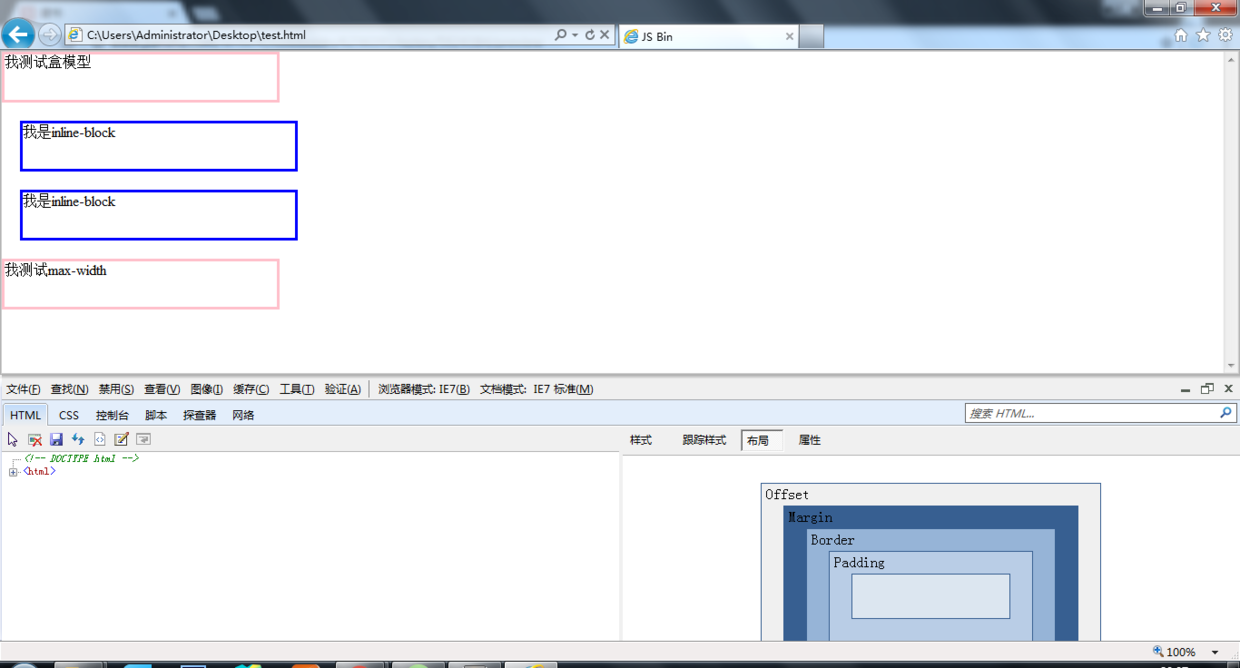 C:\Users\Administrator\Desktop\test.html
JS Bin
我测试盒模型
我是inline-block
我是inline-block
我测试max-width
文件(F) 查找(N) 禁用(S) 查看(V) 图像(I) 缓存(C) 工具(T) 验证(A) 浏览器模式: IE7(B) 文档模式: IE7 标准(M)
HTML CSS 控制台 脚本 探查器 网络
搜索 HTML...
样式 跟踪样式 布局 属性
<!-- DOCTYPE html -->
<html>
Offset
Margin
Border
Padding
100%